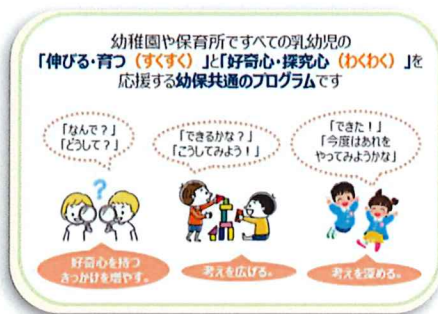 幼稚園や保育所ですべての乳幼児の
「伸びる・育つ（すくすく）」と「好奇心・探究心（わくわく）」を
応援する幼保共通のプログラムです
「なんで？」
「どうして？」
「できるかな？」
「こうしてみよう！」
「できた！」
「今度はあれを
やってみようかな」
?
好奇心を持つ
きっかけを増やす。
考えを広げる。
考えを深める。